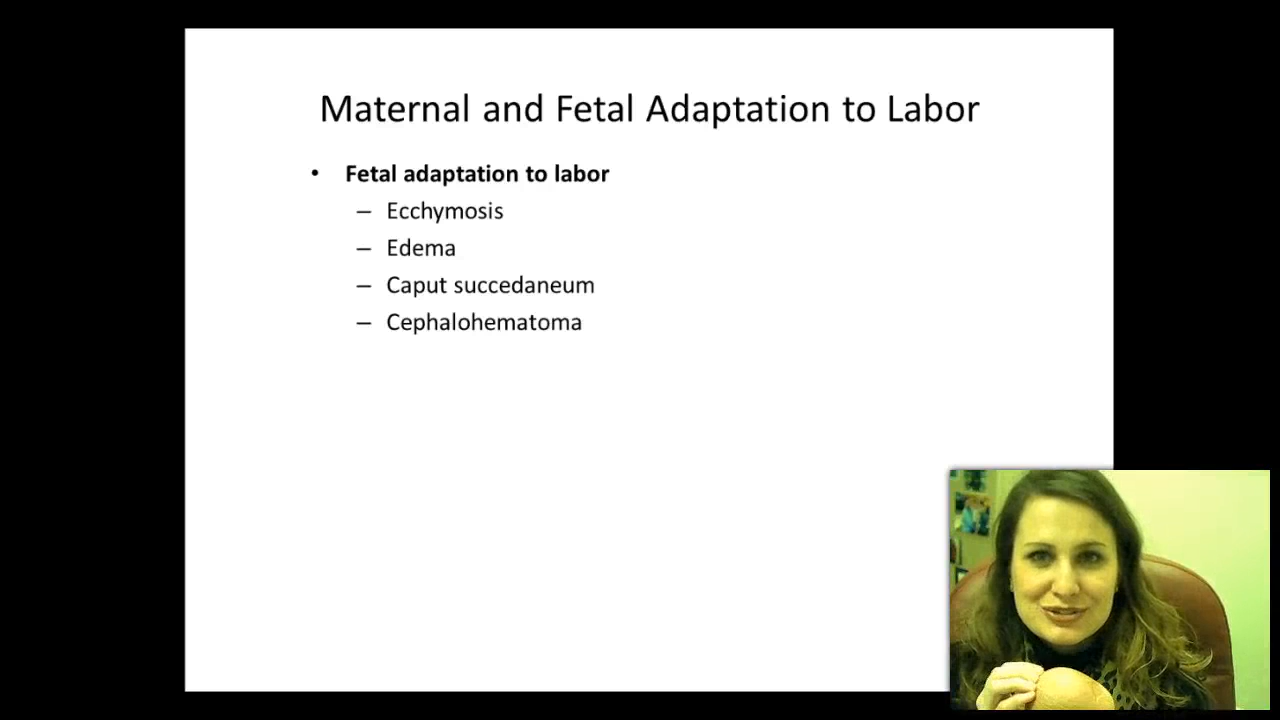 Maternal and Fetal Adaptation to Labor
• Fetal adaptation to labor
– Ecchymosis
– Edema
– Caput succedaneum
– Cephalohematoma